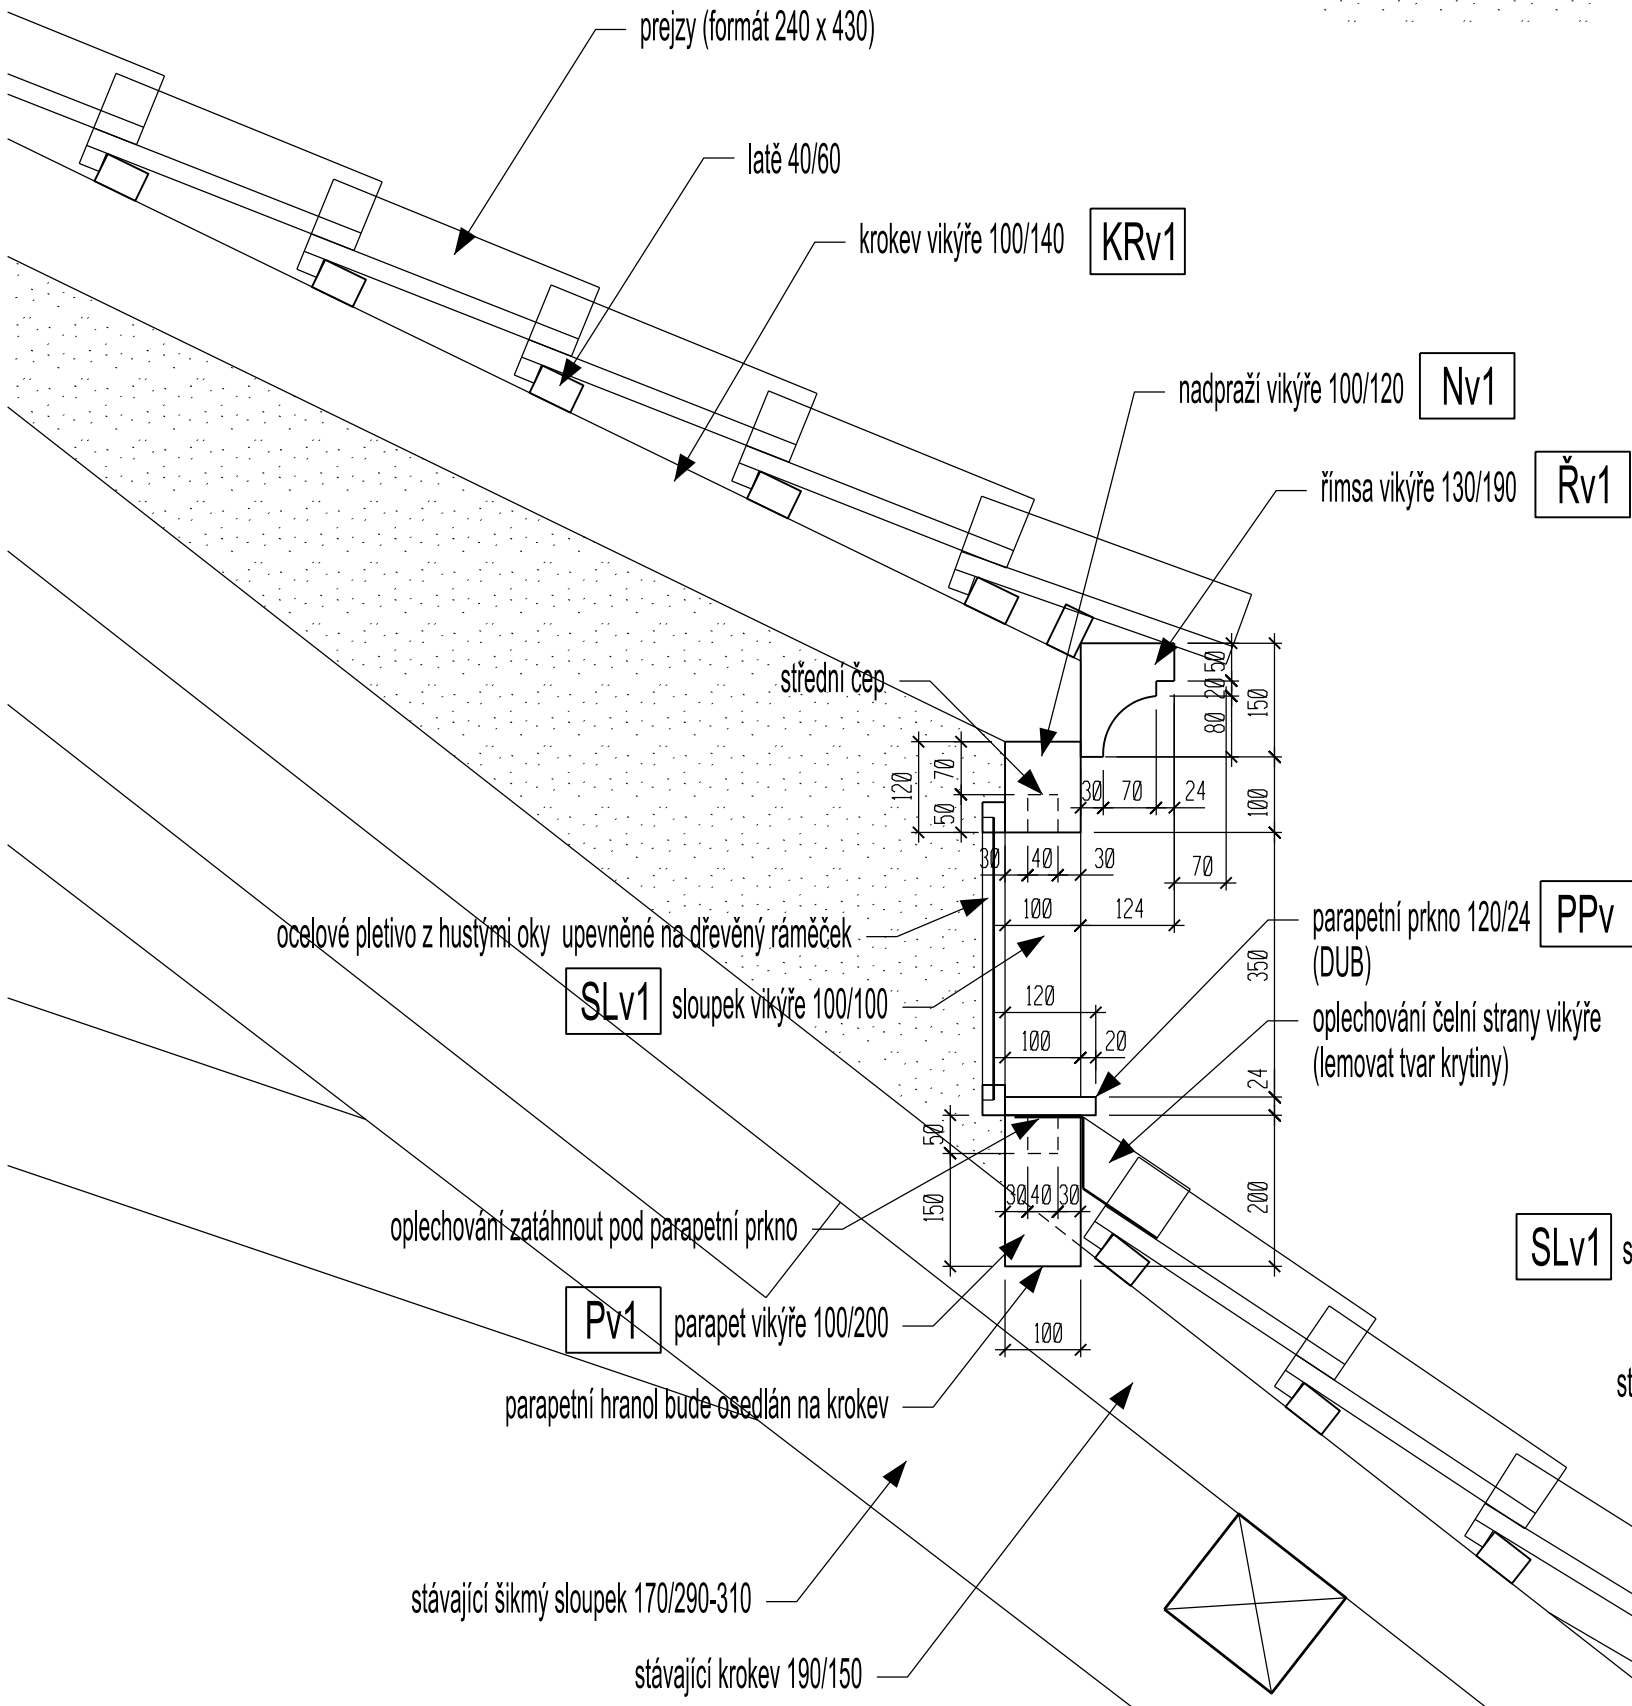 prejzy (formát 240 x 430)
latě 40/60
krokev vikýře 100/140 KRv1
nadpraží vikýře 100/120 Nv1
římsa vikýře 130/190 Řv1
střední čep
50
20
80
150
120
70
50
30 70 24
100
30 40 30
70
100 124
ocelové pletivo z hustými oky upevněné na dřevěný ráměček
parapetní prkno 120/24 PPv
(DUB)
350
SLv1 sloupek vikýře 100/100
120
100 20
oplechování čelní strany vikýře
(lemovat tvar krytiny)
24
50
150
30 40 30
200
oplechování zatáhnout pod parapetní prkno
SLv1 s
Pv1 parapet vikýře 100/200
100
parapetní hranol bude osedlán na krokev
st
stávající šikmý sloupek 170/290-310
stávající krokev 190/150